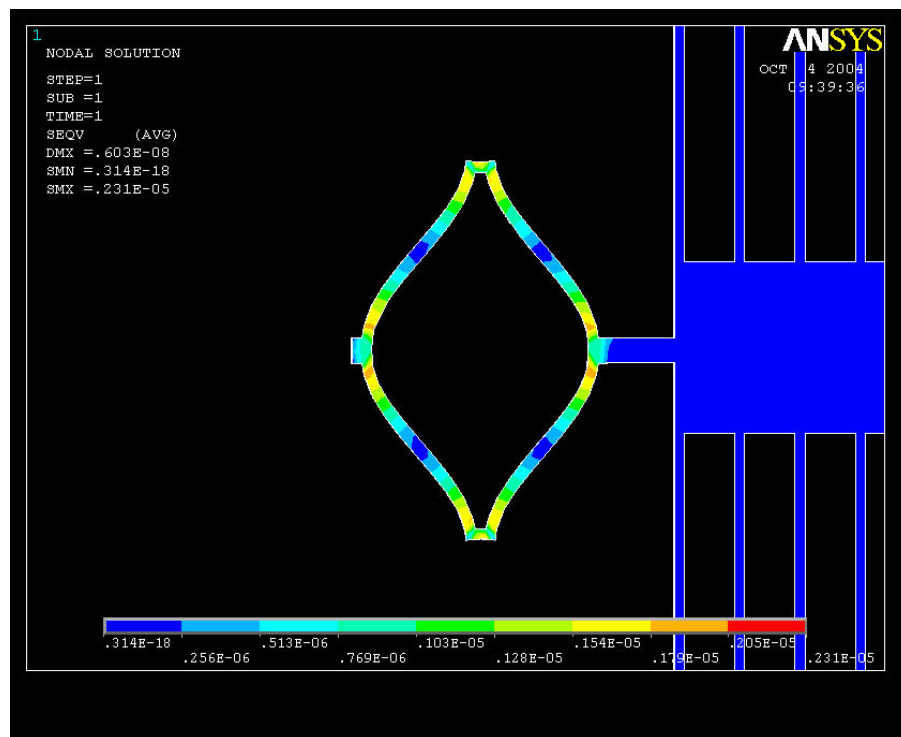 1
NODAL SOLUTION
STEP=1
SUB =1
TIME=1
SEQV (AVG)
DMX =.603E-08
SMN =.314E-18
SMX =.231E-05
ANSYS
OCT 4 2004
09:39:36
.314E-18 .513E-06 .103E-05 .154E-05 .205E-05
.256E-06 .769E-06 .128E-05 .179E-05 .231E-05